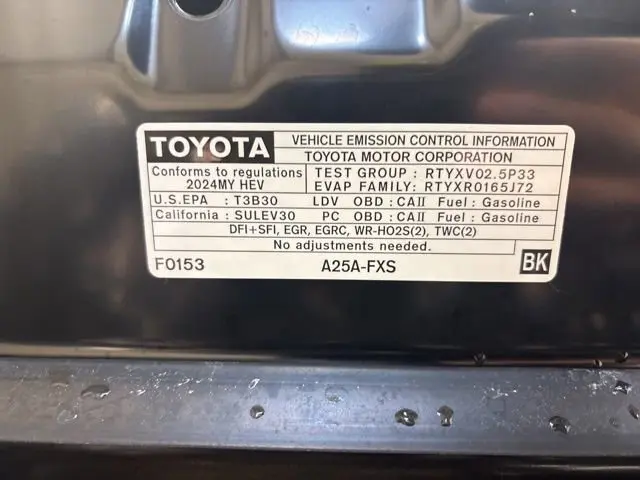 TOYOTA VEHICLE EMISSION CONTROL INFORMATION
TOYOTA MOTOR CORPORATION
Conforms to regulations TEST GROUP : RTYXV02.5P33
2024MY HEV EVAP FAMILY: RTYXR0165J72
U.S.EPA : T3B30 LDV OBD : CAII Fuel : Gasoline
California : SULEV30 PC OBD : CAII Fuel : Gasoline
DFI+SFI, EGR, EGRC, WR-HO2S(2), TWC(2)
No adjustments needed.
F0153 A25A-FXS BK